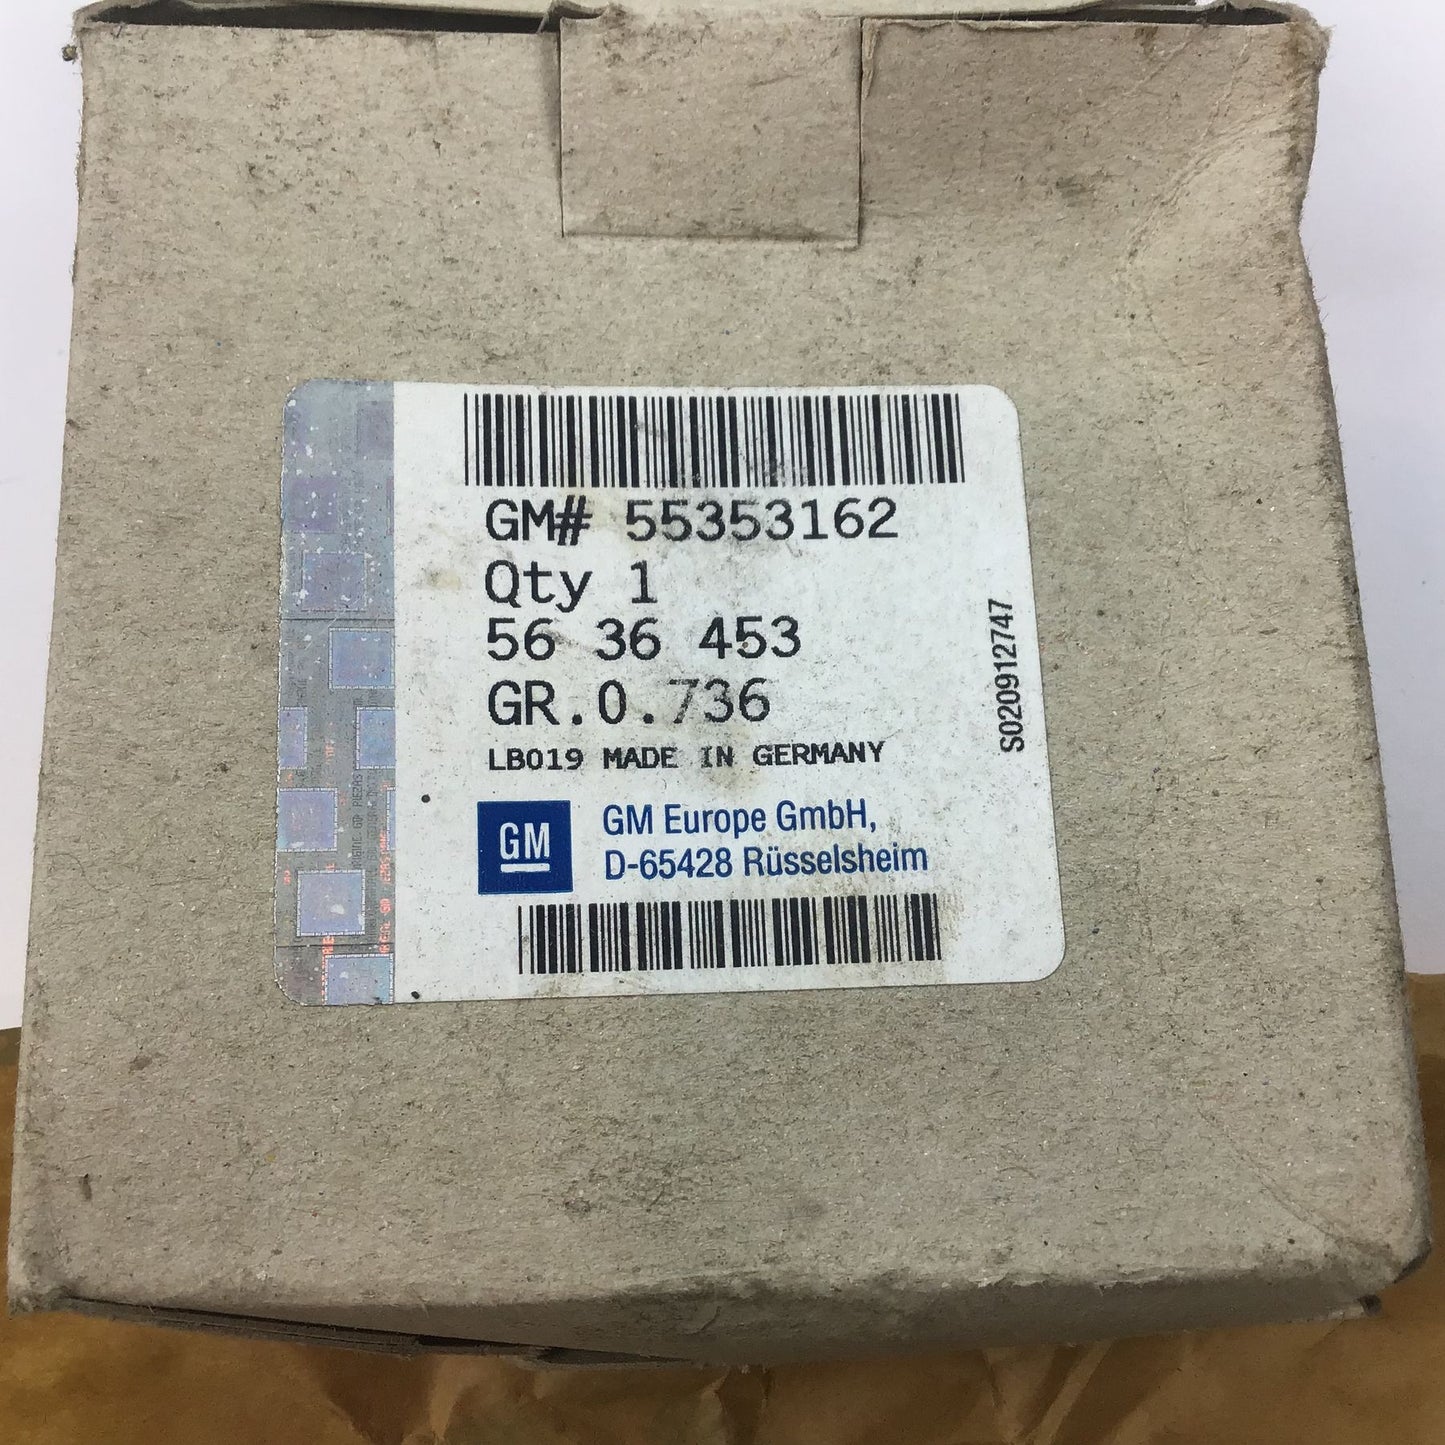 GM# 55353162
Qty 1
56 36 453
GR.0.736
LB019 MADE IN GERMANY
GM
GM Europe GmbH,
D-65428 Rüsselsheim
S020912747